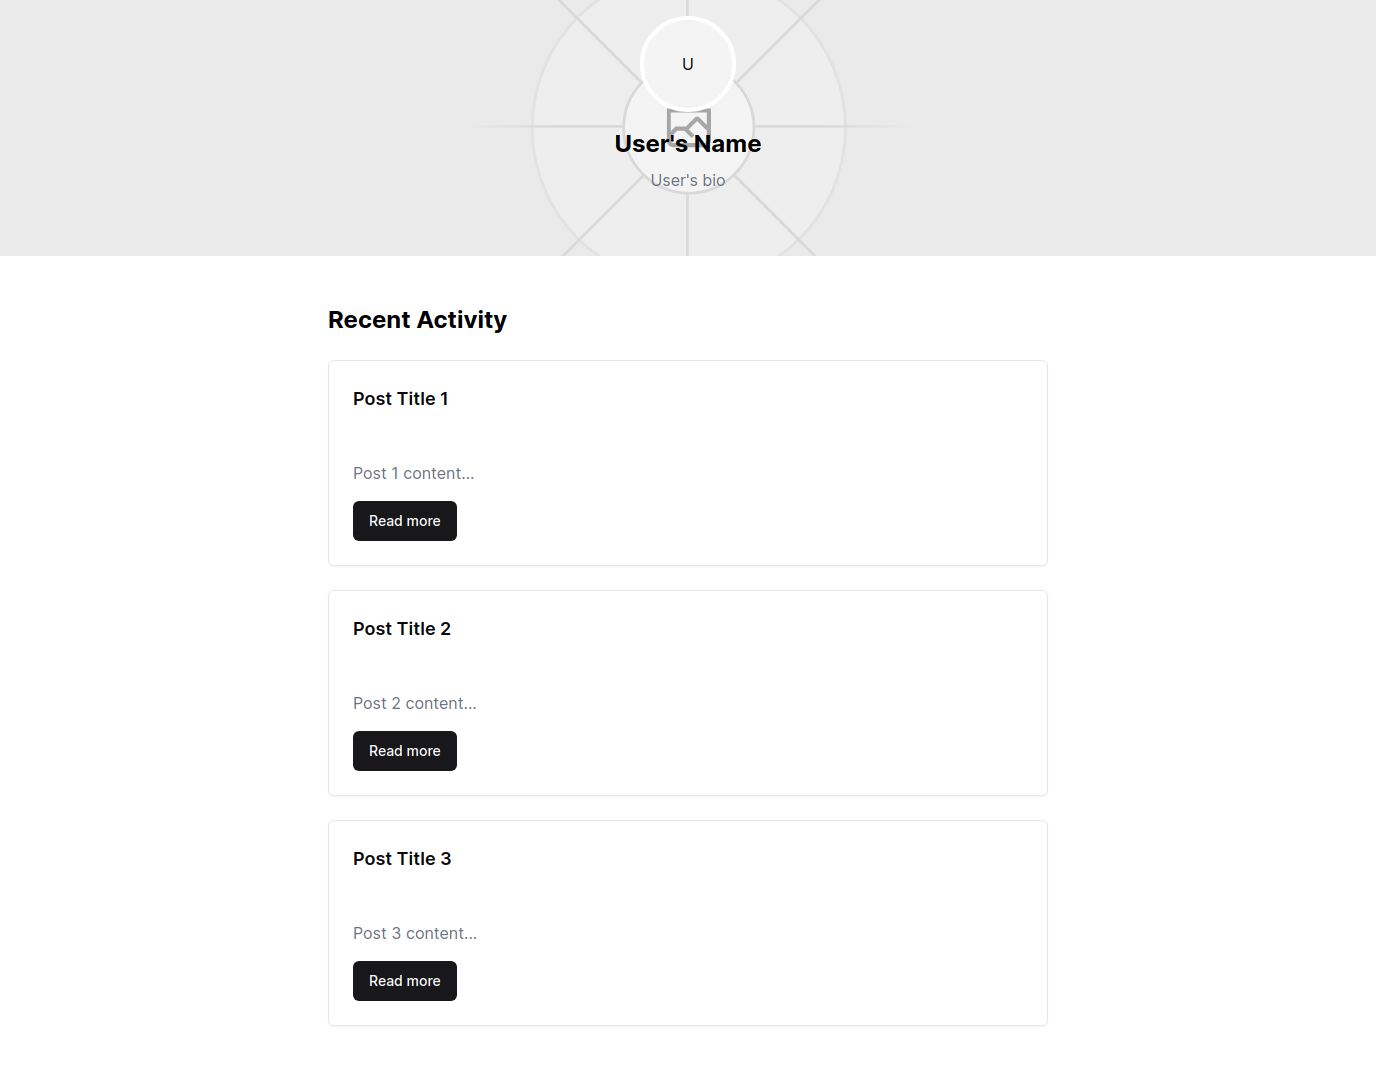 U
User's Name
User's bio
Recent Activity
Post Title 1
Post 1 content...
Read more
Post Title 2
Post 2 content...
Read more
Post Title 3
Post 3 content...
Read more